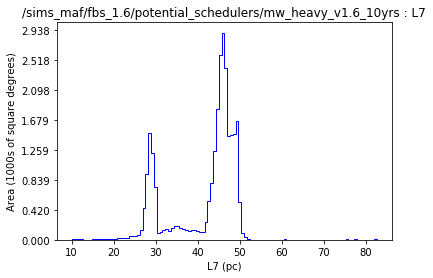 /sims_maf/fbs_1.6/potential_schedulers/mw_heavy_v1.6_10yrs : L7
2.938
2.518
2.098
1.679
1.259
0.839
0.420
0.000
Area (1000s of square degrees)
10 20 30 40 50 60 70 80
L7 (pc)